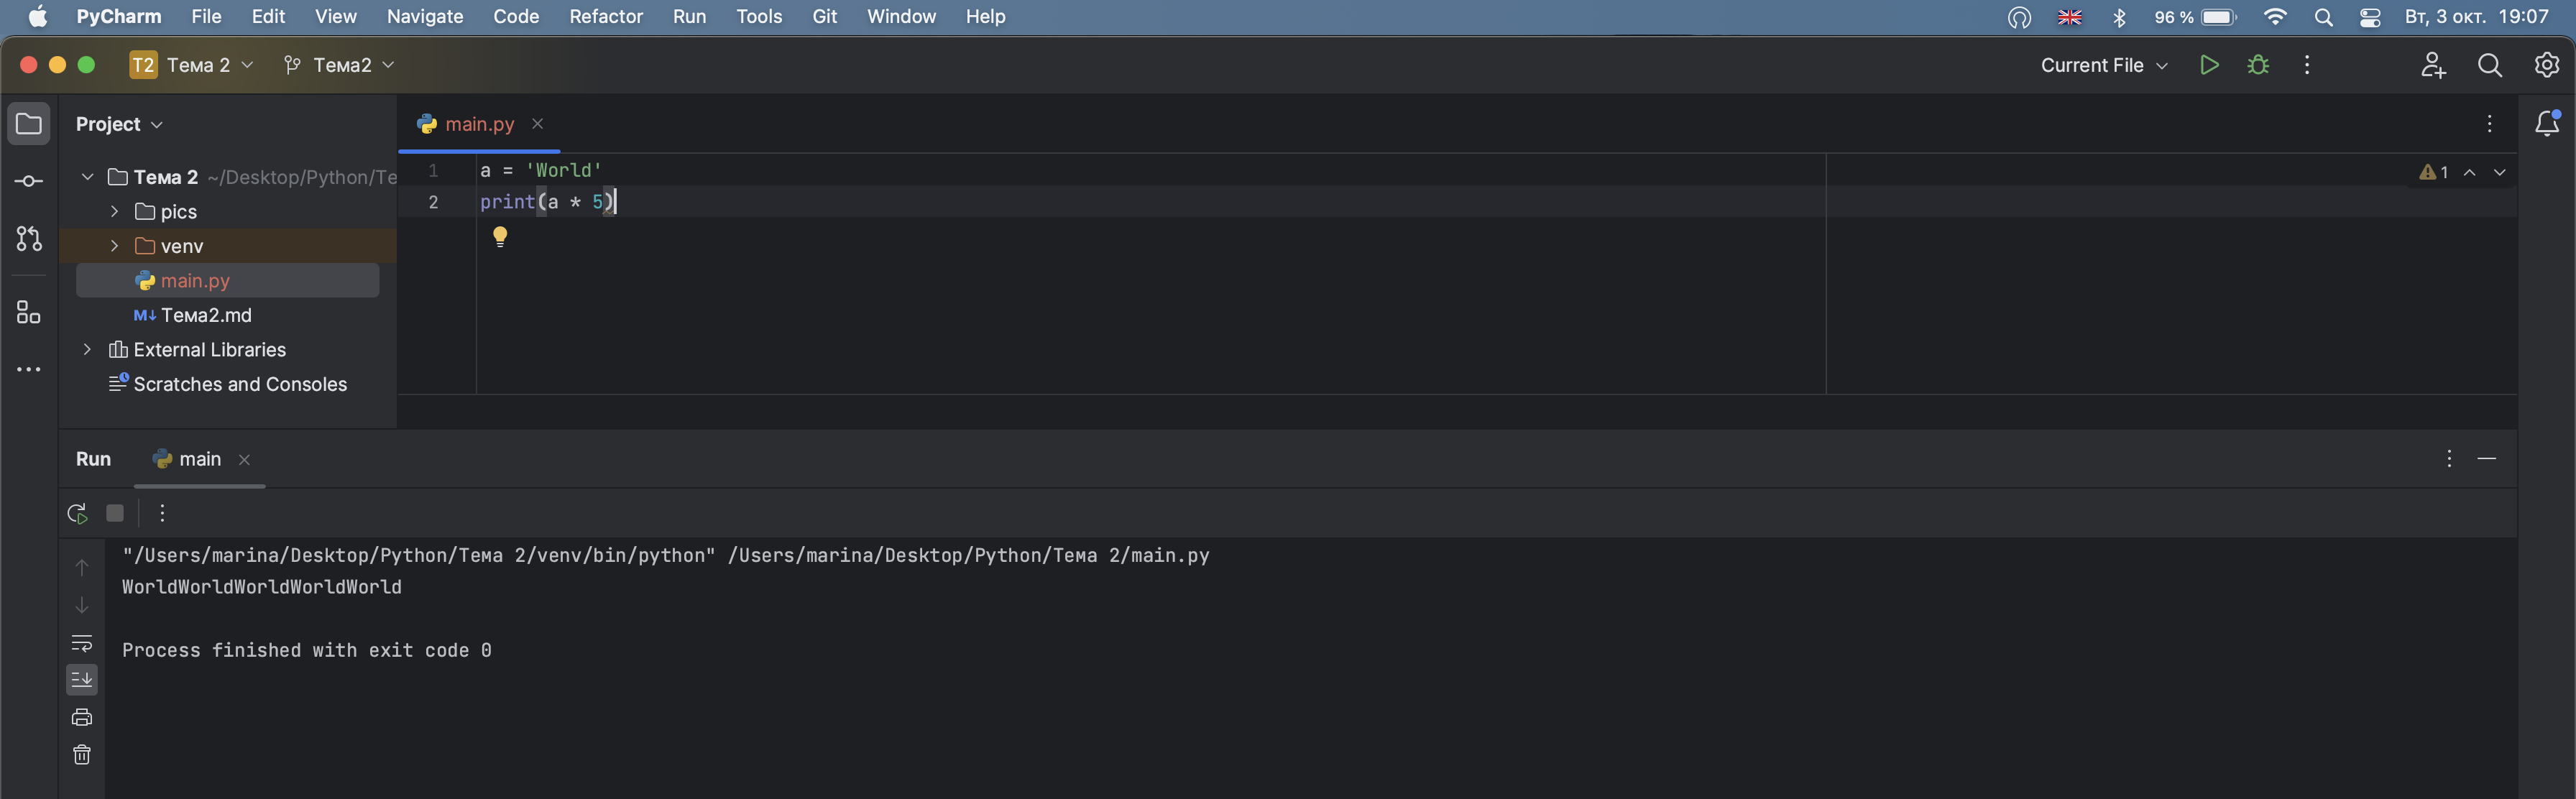 PyCharm File Edit View Navigate Code Refactor Run Tools Git Window Help 96 % Вт, 3 окт. 19:07
T2 Тема 2 Тема2 Current File
Project
main.py
Тема 2 ~/Desktop/Python/Te
pics
venv
main.py
M↓ Тема2.md
External Libraries
Scratches and Consoles
1 a = 'World'
2 print(a * 5)
1
Run main
"/Users/marina/Desktop/Python/Тема 2/venv/bin/python" /Users/marina/Desktop/Python/Тема 2/main.py
WorldWorldWorldWorldWorld
Process finished with exit code 0